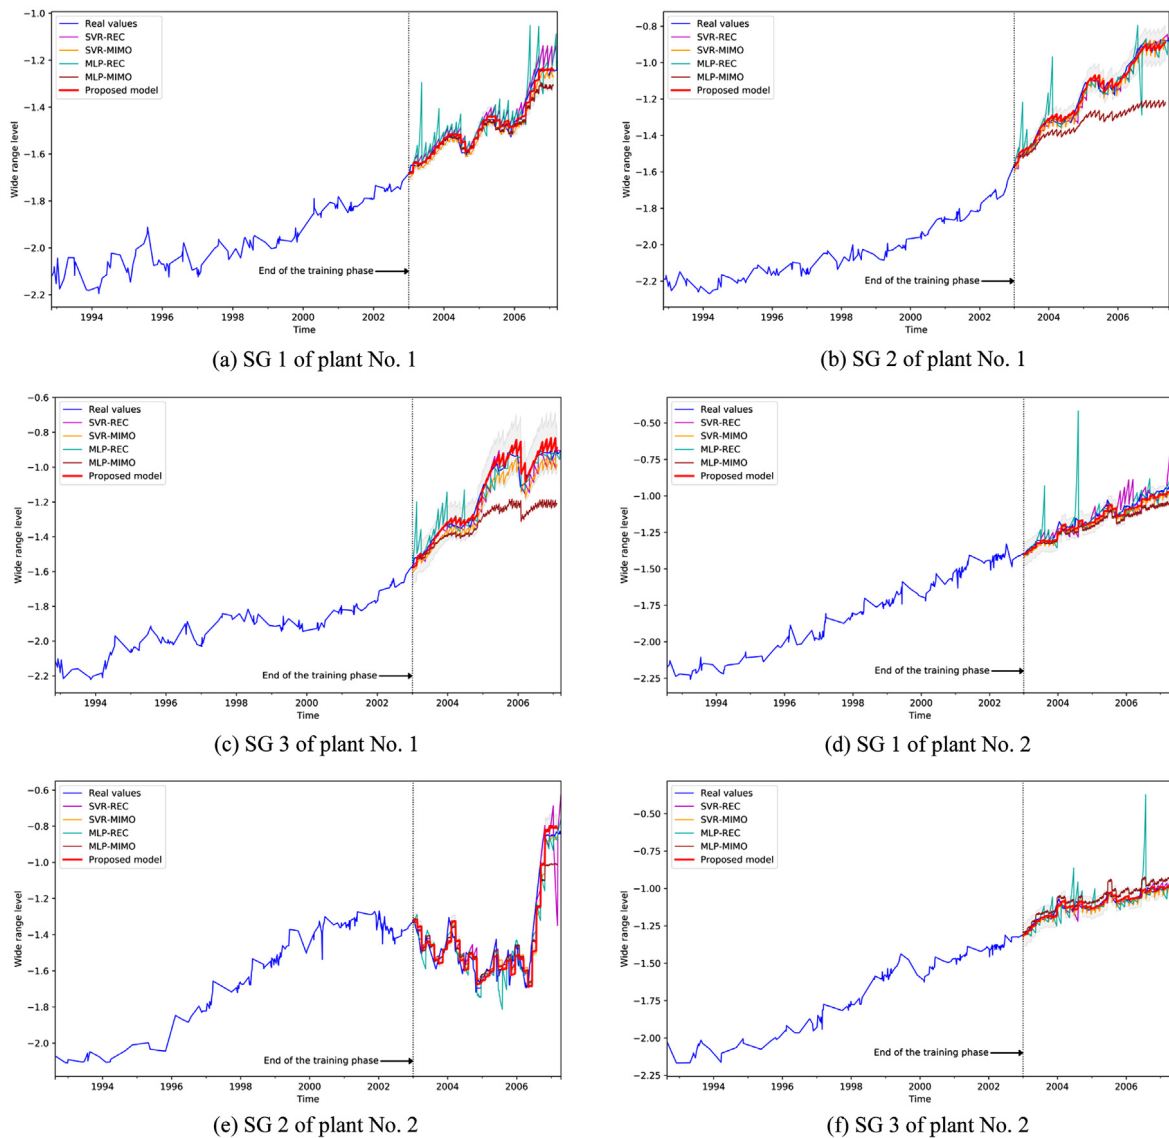 −1.0
−1.2
−1.4
−1.6
−1.8
−2.0
−2.2
Wide range level
Real values
SVR-REC
SVR-MIMO
MLP-REC
MLP-MIMO
Proposed model
End of the training phase
1994 1996 1998 2000 2002 2004 2006
Time
(a) SG 1 of plant No. 1
−0.8
−1.0
−1.2
−1.4
−1.6
−1.8
−2.0
−2.2
Wide range level
Real values
SVR-REC
SVR-MIMO
MLP-REC
MLP-MIMO
Proposed model
End of the training phase
1994 1996 1998 2000 2002 2004 2006
Time
(b) SG 2 of plant No. 1
−0.6
−0.8
−1.0
−1.2
−1.4
−1.6
−1.8
−2.0
−2.2
Wide range level
Real values
SVR-REC
SVR-MIMO
MLP-REC
MLP-MIMO
Proposed model
End of the training phase
1994 1996 1998 2000 2002 2004 2006
Time
(c) SG 3 of plant No. 1
−0.50
−0.75
−1.00
−1.25
−1.50
−1.75
−2.00
−2.25
Wide range level
Real values
SVR-REC
SVR-MIMO
MLP-REC
MLP-MIMO
Proposed model
End of the training phase
1994 1996 1998 2000 2002 2004 2006
Time
(d) SG 1 of plant No. 2
−0.6
−0.8
−1.0
−1.2
−1.4
−1.6
−1.8
−2.0
Wide range level
Real values
SVR-REC
SVR-MIMO
MLP-REC
MLP-MIMO
Proposed model
End of the training phase
1994 1996 1998 2000 2002 2004 2006
Time
(e) SG 2 of plant No. 2
−0.50
−0.75
−1.00
−1.25
−1.50
−1.75
−2.00
−2.25
Wide range level
Real values
SVR-REC
SVR-MIMO
MLP-REC
MLP-MIMO
Proposed model
End of the training phase
1994 1996 1998 2000 2002 2004 2006
Time
(f) SG 3 of plant No. 2